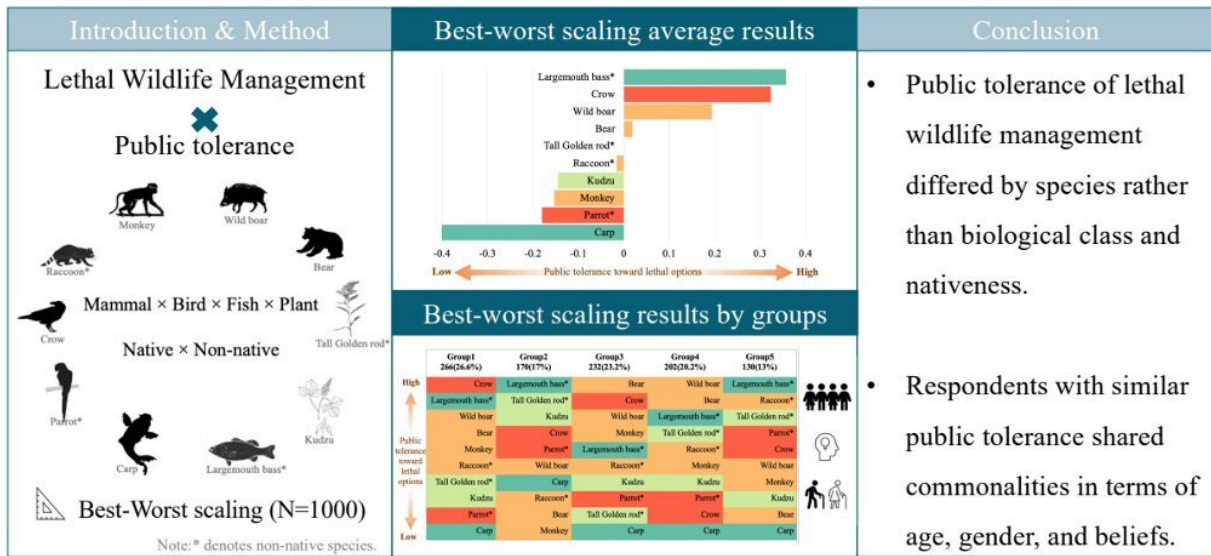 Introduction & Method
Lethal Wildlife Management
Public tolerance
Monkey
Wild boar
Raccoon*
Bear
Mammal × Bird × Fish × Plant
Crow
Tall Golden rod*
Native × Non-native
Parrot*
Kudzu
Carp
Largemouth bass*
Best-Worst scaling (N=1000)
Note:* denotes non-native species.
Best-worst scaling average results
Largemouth bass*
Crow
Wild boar
Bear
Tall Golden rod*
Raccoon*
Kudzu
Monkey
Parrot*
Carp
-0.4 -0.3 -0.2 -0.1 0 0.1 0.2 0.3 0.4
Low Public tolerance toward lethal options High
Best-worst scaling results by groups
Group1 Group2 Group3 Group4 Group5
266(26.6%) 170(17%) 232(23.2%) 202(20.2%) 130(13%)
High
Public
tolerance
toward
lethal
options
Low
Crow Largemouth bass* Bear Wild boar Largemouth bass*
Largemouth bass* Tall Golden rod* Crow Bear Raccoon*
Wild boar Kudzu Wild boar Largemouth bass* Tall Golden rod*
Bear Crow Monkey Tall Golden rod* Parrot*
Monkey Parrot* Largemouth bass* Raccoon* Crow
Raccoon* Wild boar Raccoon* Monkey Wild boar
Tall Golden rod* Carp Kudzu Kudzu Monkey
Kudzu Raccoon* Parrot* Parrot* Kudzu
Parrot* Bear Tall Golden rod* Crow Bear
Carp Monkey Carp Carp Carp
Conclusion
• Public tolerance of lethal
wildlife management
differed by species rather
than biological class and
nativeness.
• Respondents with similar
public tolerance shared
commonalities in terms of
age, gender, and beliefs.